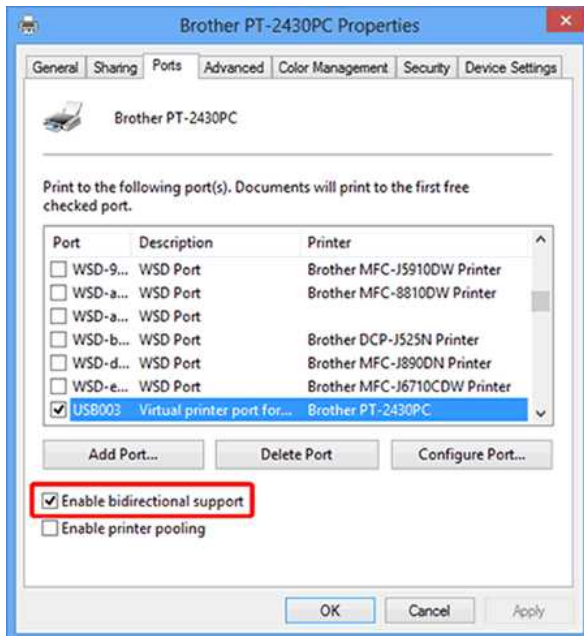 Brother PT-2430PC Properties
General Sharing Ports Advanced Color Management Security Device Settings
Brother PT-2430PC
Print to the following port(s). Documents will print to the first free
checked port.
Port Description Printer
WSD-9... WSD Port Brother MFC-J5910DW Printer
WSD-a... WSD Port Brother MFC-8810DW Printer
WSD-a... WSD Port
WSD-b... WSD Port Brother DCP-J525N Printer
WSD-d... WSD Port Brother MFC-J890DN Printer
WSD-e... WSD Port Brother MFC-J6710CDW Printer
USB003 Virtual printer port for... Brother PT-2430PC
Add Port... Delete Port Configure Port...
Enable bidirectional support
Enable printer pooling
OK Cancel Apply